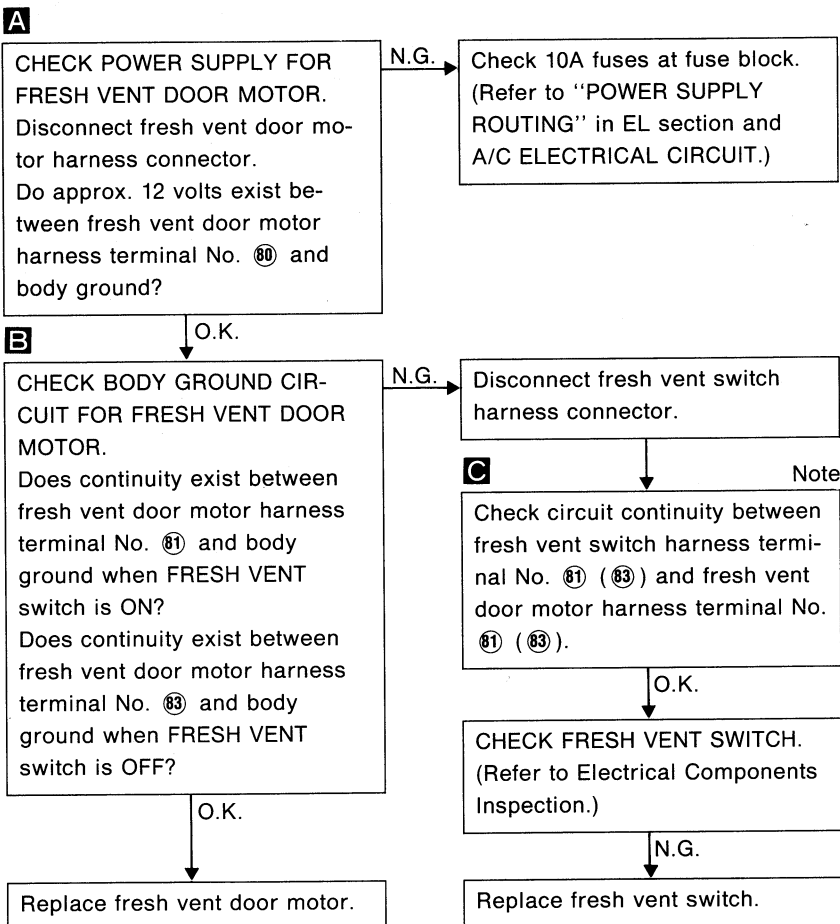 A
CHECK POWER SUPPLY FOR
FRESH VENT DOOR MOTOR.
Disconnect fresh vent door mo-
tor harness connector.
Do approx. 12 volts exist be-
tween fresh vent door motor
harness terminal No. 80 and
body ground?
N.G.
Check 10A fuses at fuse block.
(Refer to "POWER SUPPLY
ROUTING" in EL section and
A/C ELECTRICAL CIRCUIT.)
O.K.
B
CHECK BODY GROUND CIR-
CUIT FOR FRESH VENT DOOR
MOTOR.
Does continuity exist between
fresh vent door motor harness
terminal No. 81 and body
ground when FRESH VENT
switch is ON?
Does continuity exist between
fresh vent door motor harness
terminal No. 83 and body
ground when FRESH VENT
switch is OFF?
N.G.
Disconnect fresh vent switch
harness connector.
C
Note
Check circuit continuity between
fresh vent switch harness termi-
nal No. 81 (83) and fresh vent
door motor harness terminal No.
81 (83).
O.K.
CHECK FRESH VENT SWITCH.
(Refer to Electrical Components
Inspection.)
N.G.
Replace fresh vent switch.
O.K.
Replace fresh vent door motor.